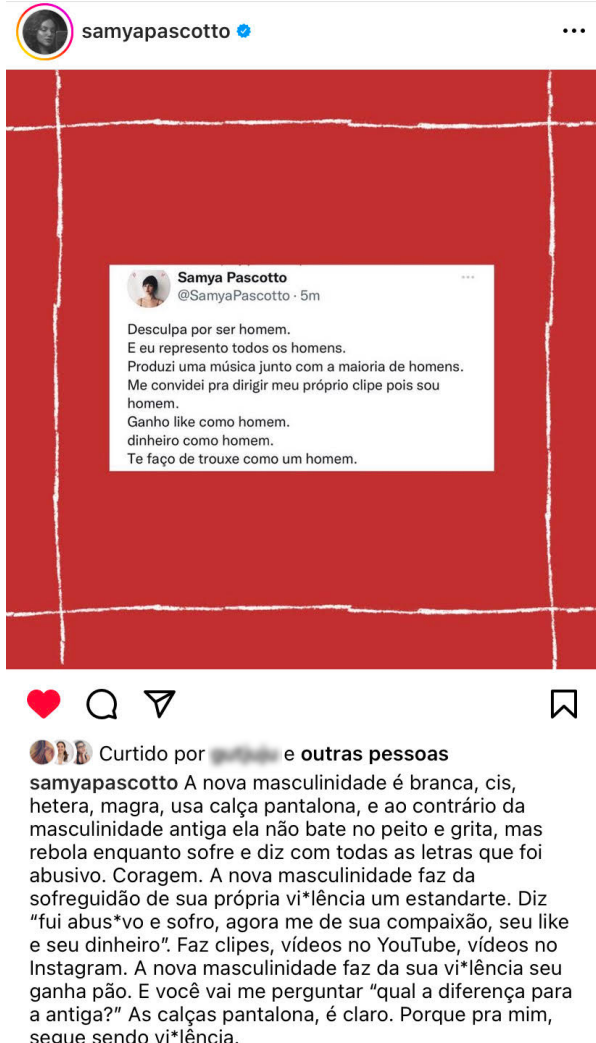 samyapascotto
Samya Pascotto
@SamyaPascotto · 5m
Desculpa por ser homem.
E eu represento todos os homens.
Produzi uma música junto com a maioria de homens.
Me convidei pra dirigir meu próprio clipe pois sou
homem.
Ganho like como homem.
dinheiro como homem.
Te faço de trouxe como um homem.
Curtido por e outras pessoas
samyapascotto A nova masculinidade é branca, cis,
hetera, magra, usa calça pantalona, e ao contrário da
masculinidade antiga ela não bate no peito e grita, mas
rebola enquanto sofre e diz com todas as letras que foi
abusivo. Coragem. A nova masculinidade faz da
sofreguidão de sua própria vi*lência um estandarte. Diz
“fui abus*vo e sofro, agora me de sua compaixão, seu like
e seu dinheiro”. Faz clipes, vídeos no YouTube, vídeos no
Instagram. A nova masculinidade faz da sua vi*lência seu
ganha pão. E você vai me perguntar “qual a diferença para
a antiga?” As calças pantalona, é claro. Porque pra mim,
segue sendo vi*lência.